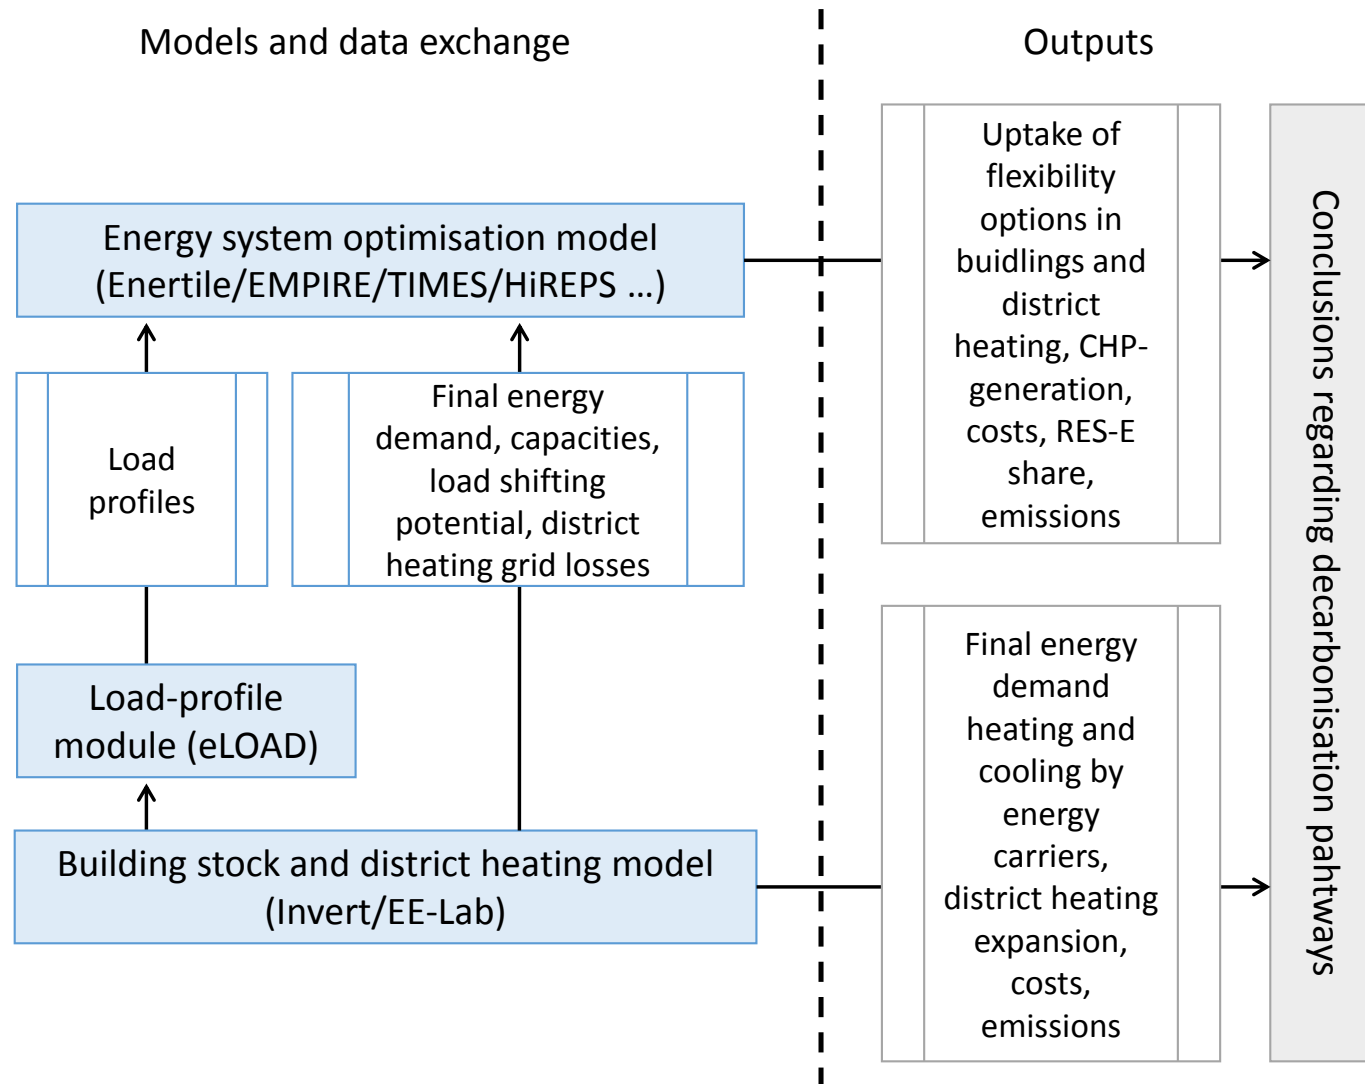 Models and data exchange
Outputs
Energy system optimisation model
(Enertile/EMPIRE/TIMES/HiREPS ...)
Load
profiles
Final energy
demand, capacities,
load shifting
potential, district
heating grid losses
Load-profile
module (eLOAD)
Building stock and district heating model
(Invert/EE-Lab)
Uptake of
flexibility
options in
buidlings and
district
heating, CHP-
generation,
costs, RES-E
share,
emissions
Final energy
demand
heating and
cooling by
energy
carriers,
district heating
expansion,
costs,
emissions
Conclusions regarding decarbonisation pahtways